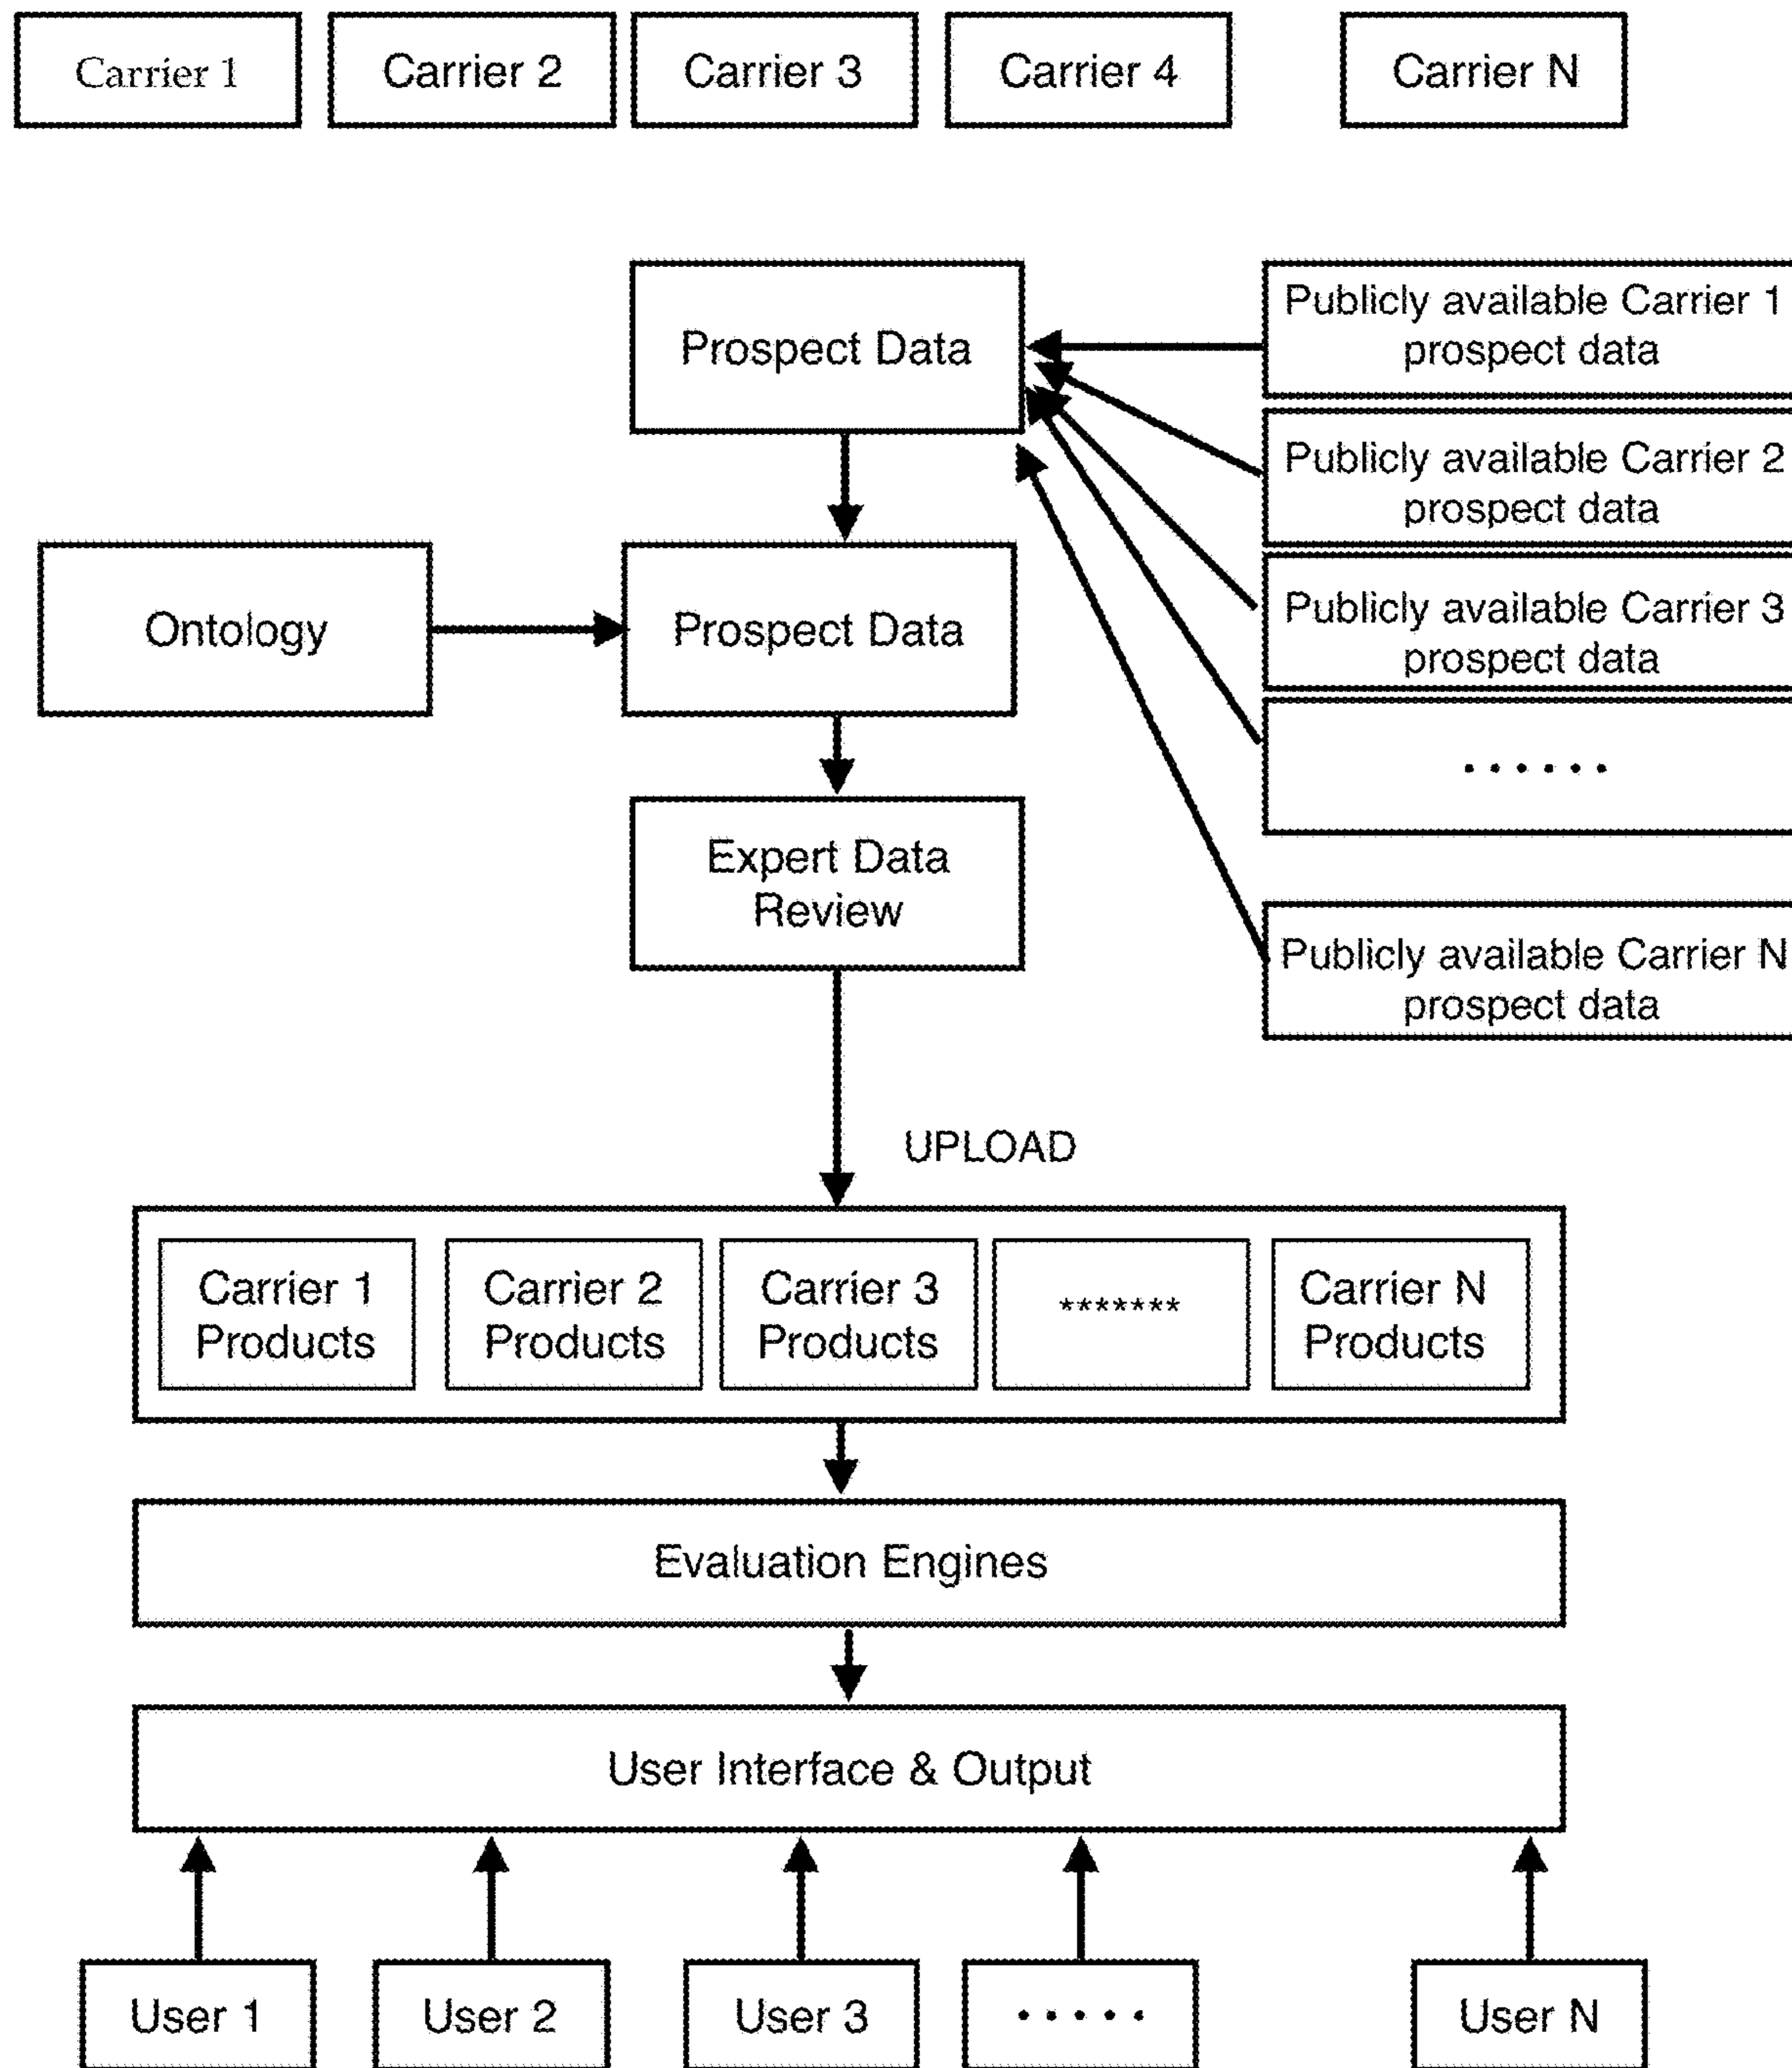 Carrier 1
Carrier 2
Carrier 3
Carrier 4
Carrier N
Prospect Data
Publicly available Carrier 1
prospect data
Publicly available Carrier 2
prospect data
Ontology
Prospect Data
Publicly available Carrier 3
prospect data
......
Expert Data
Review
Publicly available Carrier N
prospect data
UPLOAD
Carrier 1
Products
Carrier 2
Products
Carrier 3
Products
*******
Carrier N
Products
Evaluation Engines
User Interface & Output
User 1
User 2
User 3
.....
User N